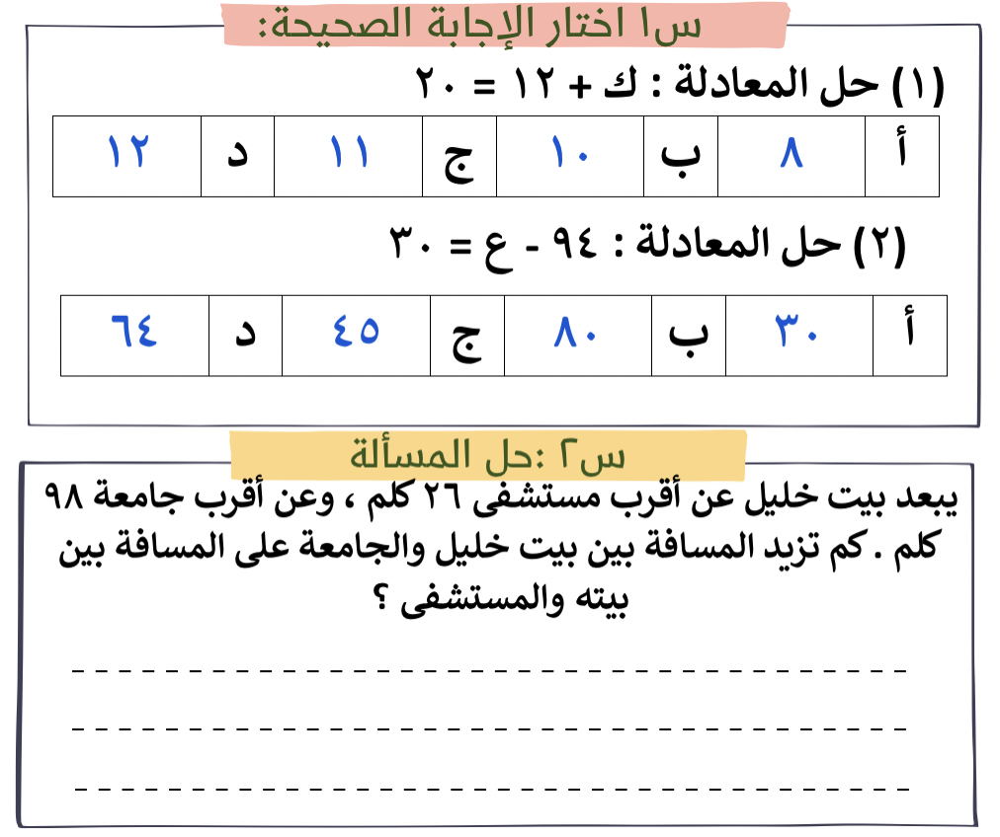 س١ اختار الإجابة الصحيحة:
(١) حل المعادلة : ك + ١٢ = ٢٠
أ ٨ ب ١٠ ج ١١ د ١٢
(٢) حل المعادلة : ٩٤ - ع = ٣٠
أ ٣٠ ب ٨٠ ج ٤٥ د ٦٤
س٢ :حل المسألة
يبعد بيت خليل عن أقرب مستشفى ٢٦ كلم ، وعن أقرب جامعة ٩٨
كلم . كم تزيد المسافة بين بيت خليل والجامعة على المسافة بين
بيته والمستشفى ؟